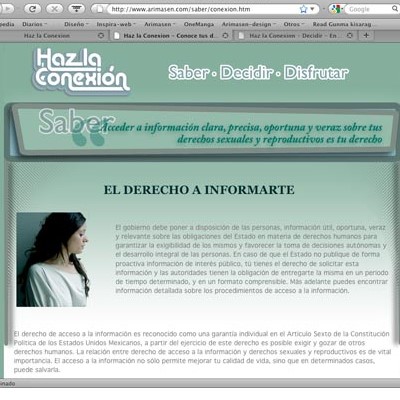 http://www.arimasen.com/saber/conexion.htm
Google
pedia Diarios Diseño Inspira-web Arimasen OneManga Arimasen-design Otros Read Gunma kisarag...
Haz la Conexion
Haz la Conexion - Conoce tus d...
Haz la Conexion - Decide - En...
Haz la Conexión
Saber · Decidir · Disfrutar
Saber
Acceder a información clara, precisa, oportuna y veraz sobre tus
derechos sexuales y reproductivos es tu derecho
EL DERECHO A INFORMARTE
El gobierno debe poner a disposición de las personas, información útil, oportuna, veraz
y relevante sobre las obligaciones del Estado en materia de derechos humanos para
garantizar la exigibilidad de los mismos y favorecer la toma de decisiones autónomas y
el desarrollo integral de las personas. En caso de que el Estado no publique de forma
proactiva información de interés público, tú tienes el derecho de solicitar esta
información y las autoridades tienen la obligación de entregarte la misma en un periodo
de tiempo determinado, y en un formato comprensible. Más adelante puedes encontrar
información detallada sobre los procedimientos de acceso a la información.
El derecho de acceso a la información es reconocido como una garantía individual en el Artículo Sexto de la Constitución
Política de los Estados Unidos Mexicanos, a partir del ejercicio de este derecho es posible exigir y gozar de otros
derechos humanos. La relación entre derecho de acceso a la información y derechos sexuales y reproductivos es de vital
importancia. El acceso a la información no sólo permite mejorar tu calidad de vida, sino que en determinados casos,
puede salvarla.
inado